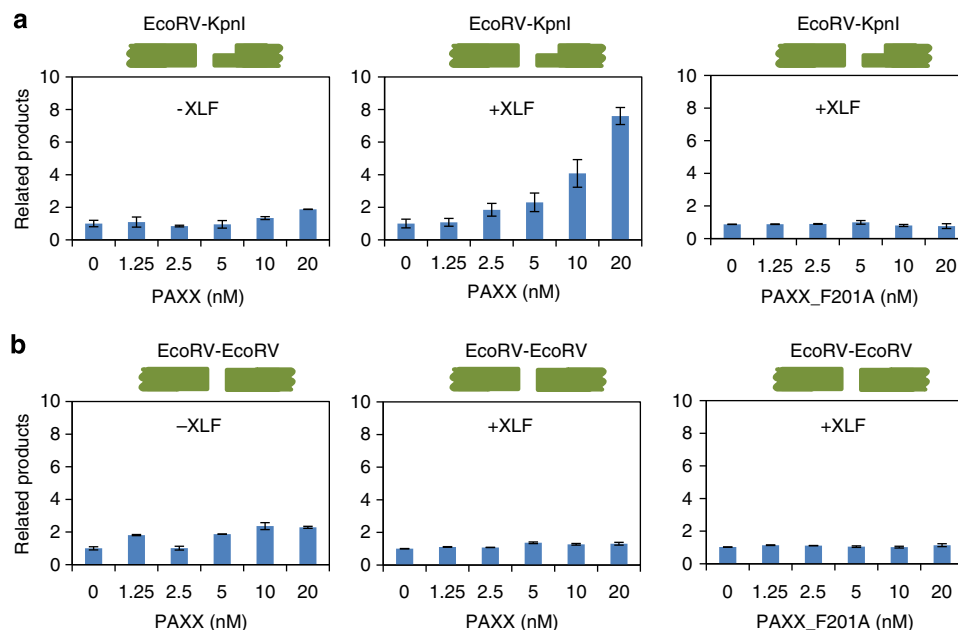 a
EcoRV-KpnI
EcoRV-KpnI
EcoRV-KpnI
Related products
10
8
6
4
2
0
-XLF
0 1.25 2.5 5 10 20
PAXX (nM)
10
8
6
4
2
0
+XLF
0 1.25 2.5 5 10 20
PAXX (nM)
10
8
6
4
2
0
+XLF
0 1.25 2.5 5 10 20
PAXX_F201A (nM)
b
EcoRV-EcoRV
EcoRV-EcoRV
EcoRV-EcoRV
Related products
10
8
6
4
2
0
–XLF
0 1.25 2.5 5 10 20
PAXX (nM)
10
8
6
4
2
0
+XLF
0 1.25 2.5 5 10 20
PAXX (nM)
10
8
6
4
2
0
+XLF
0 1.25 2.5 5 10 20
PAXX_F201A (nM)